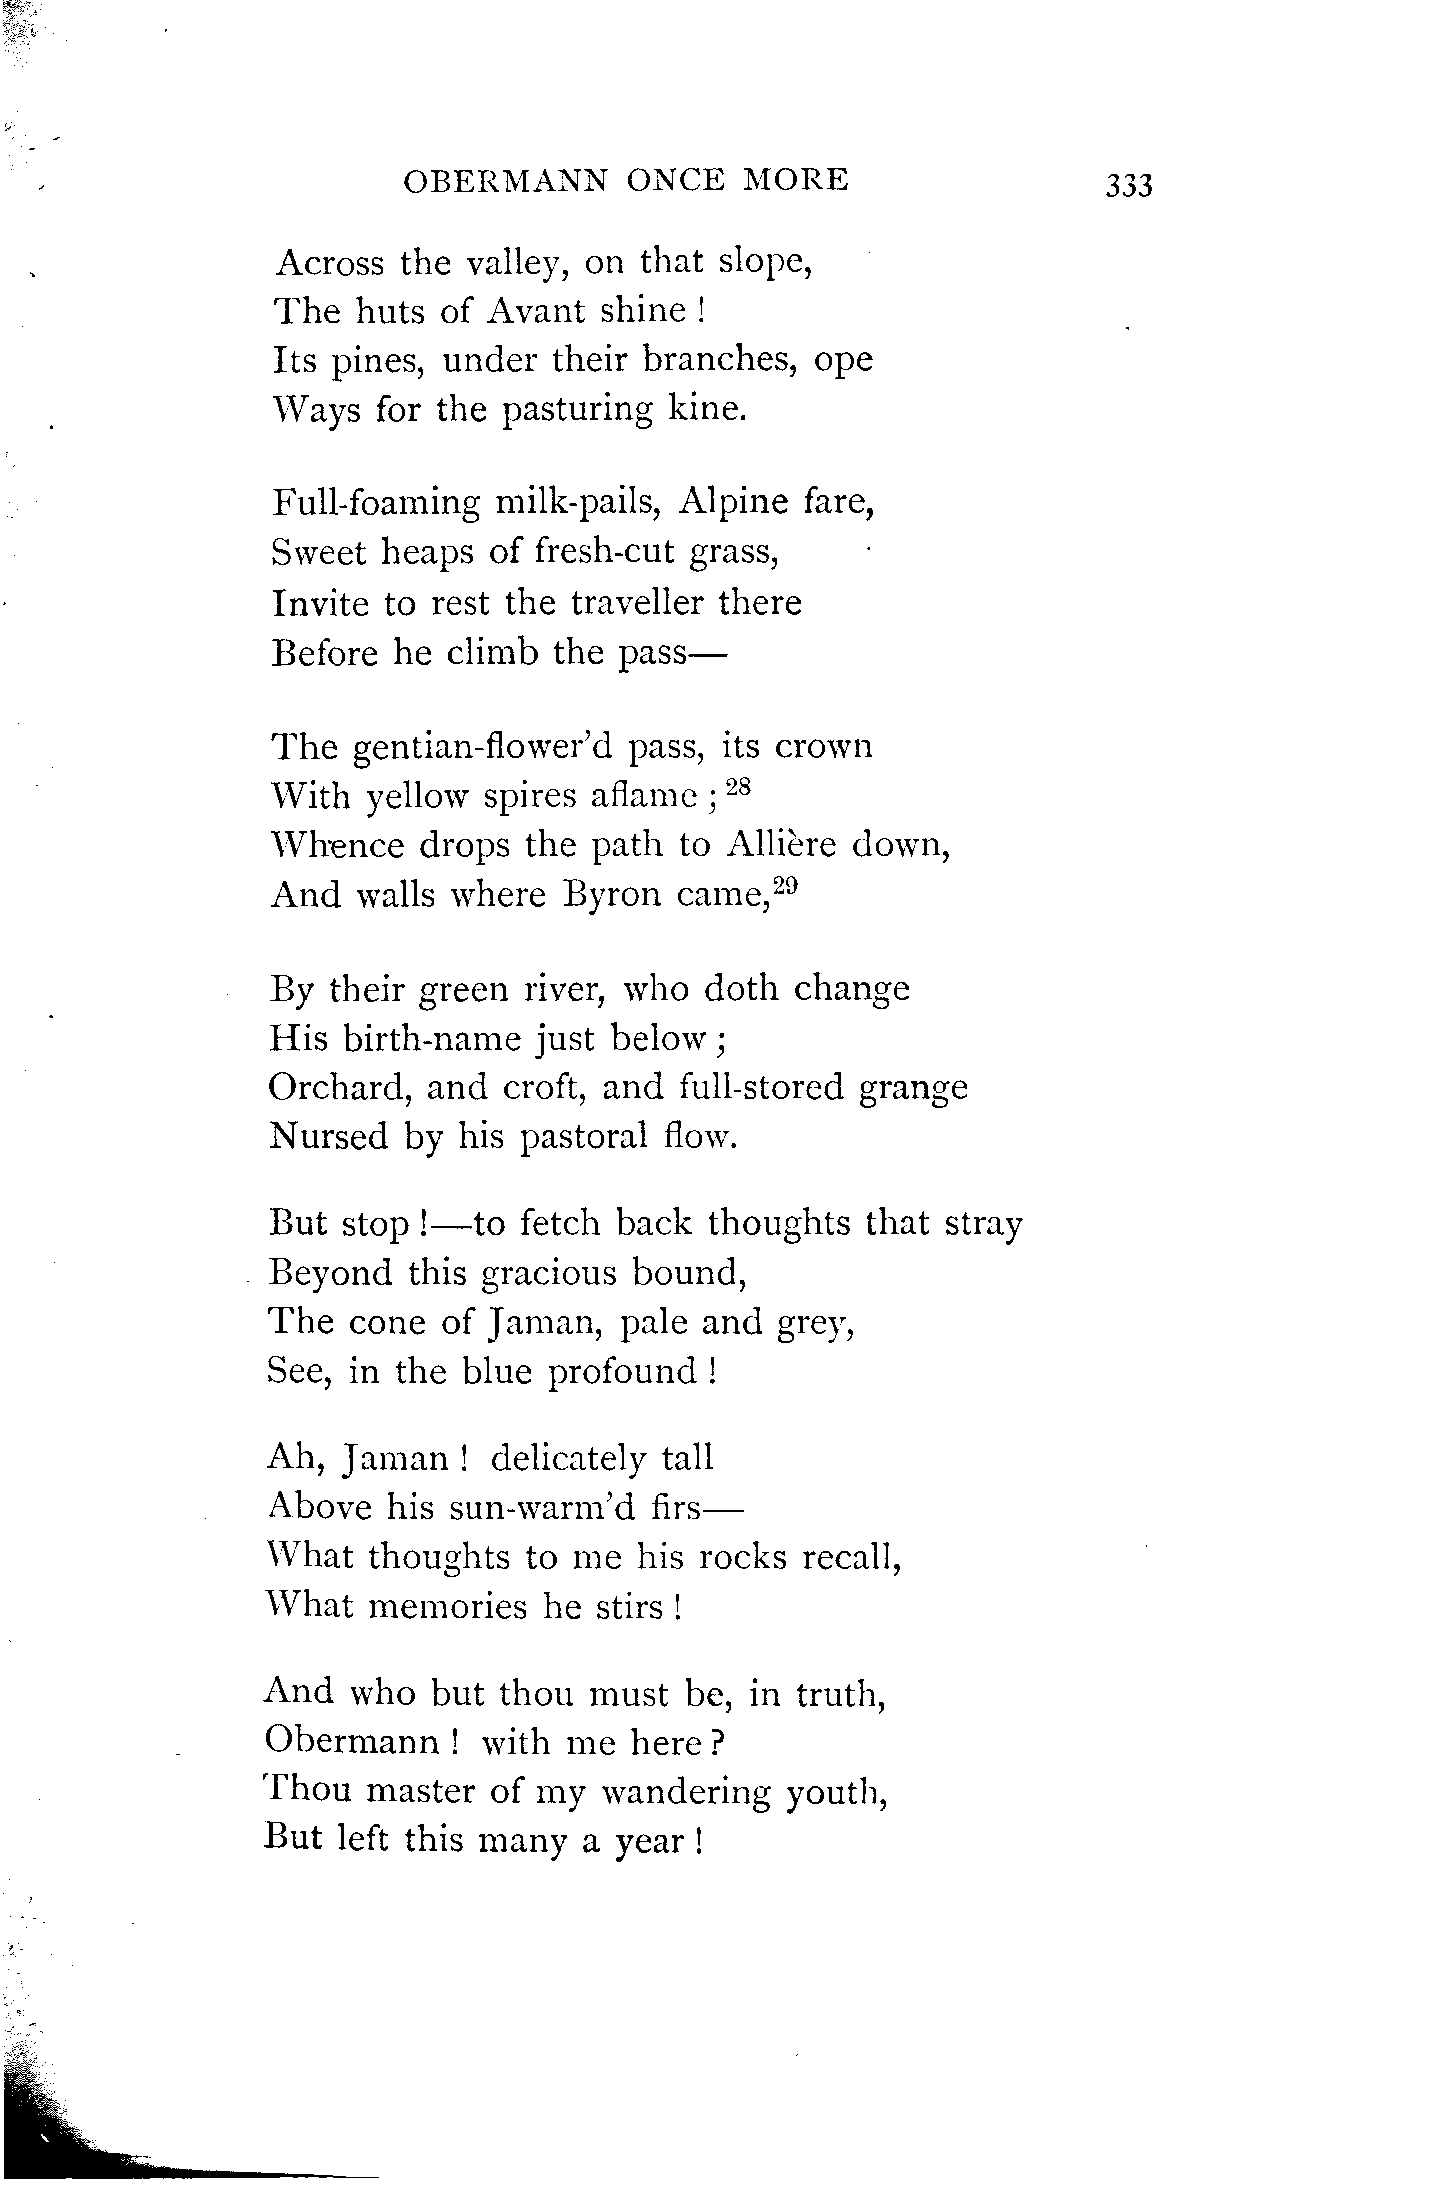 OBERMANN ONCE MORE 333
Across the valley, on that slope,
The huts of Avant shine !
Its pines, under their branches, ope
Ways for the pasturing kine.
Full-foaming milk-pails, Alpine fare,
Sweet heaps of fresh-cut grass,
Invite to rest the traveller there
Before he climb the pass—
The gentian-flower’d pass, its crown
With yellow spires aflame ; 28
Whence drops the path to Allière down,
And walls where Byron came,29
By their green river, who doth change
His birth-name just below ;
Orchard, and croft, and full-stored grange
Nursed by his pastoral flow.
But stop !—to fetch back thoughts that stray
Beyond this gracious bound,
The cone of Jaman, pale and grey,
See, in the blue profound !
Ah, Jaman ! delicately tall
Above his sun-warm’d firs—
What thoughts to me his rocks recall,
What memories he stirs !
And who but thou must be, in truth,
Obermann ! with me here ?
Thou master of my wandering youth,
But left this many a year !